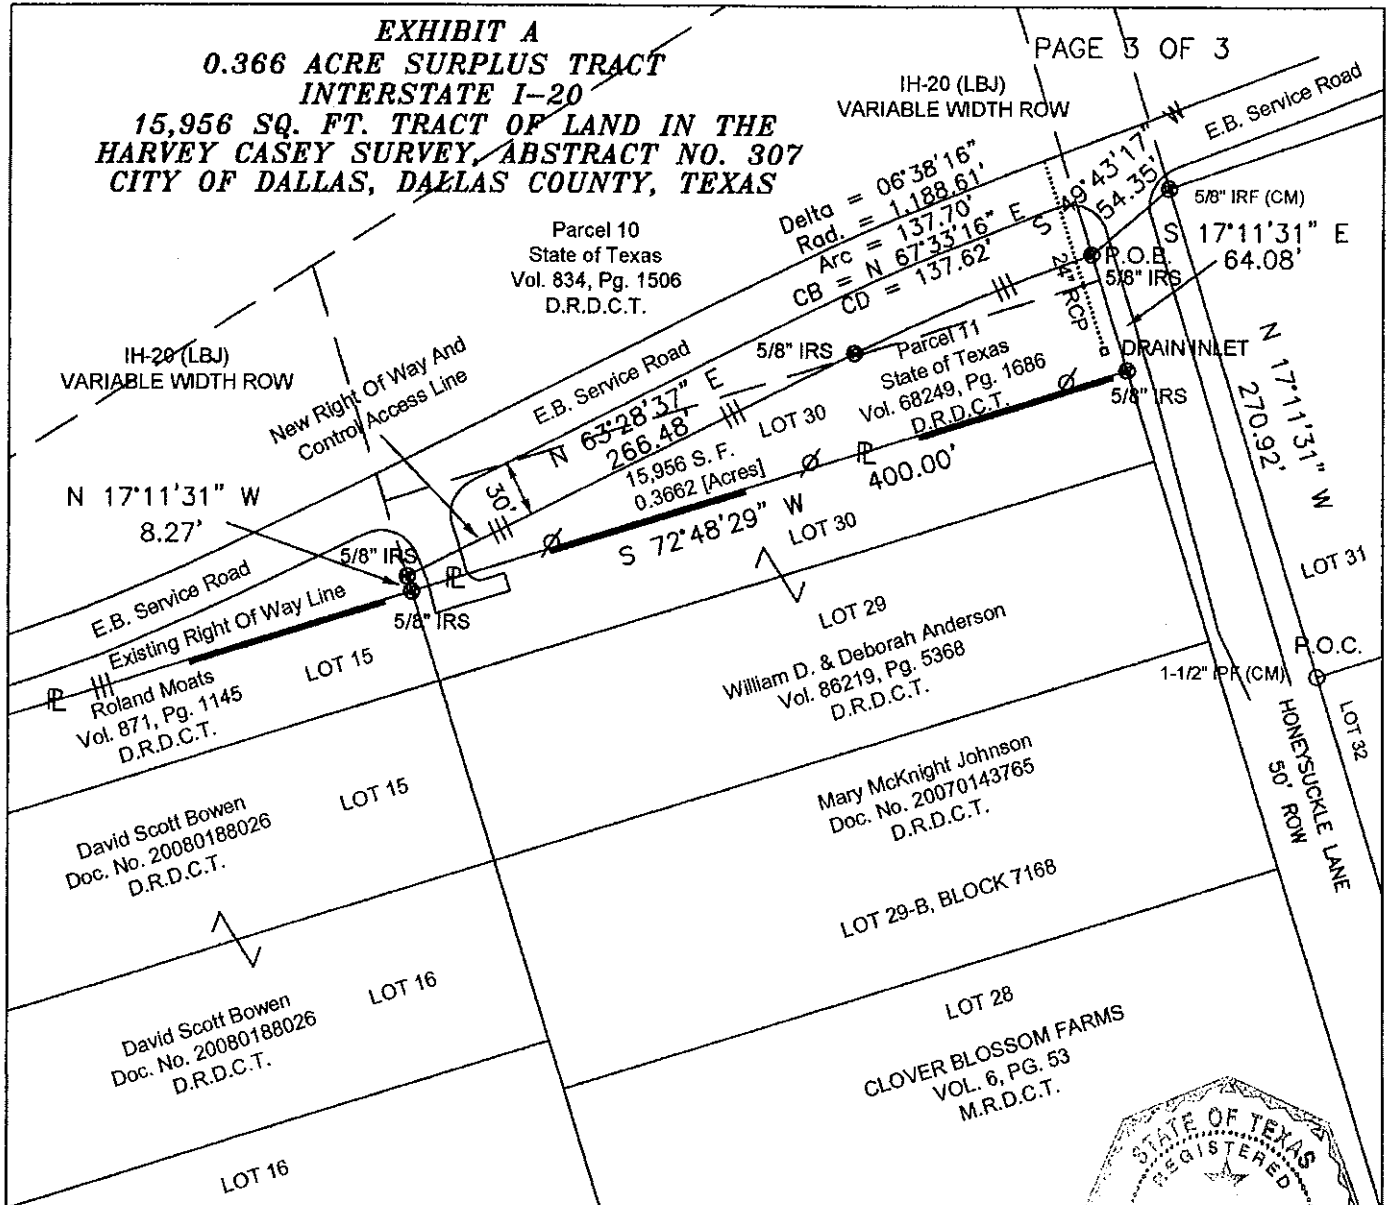 EXHIBIT A
0.366 ACRE SURPLUS TRACT
INTERSTATE I-20
15,956 SQ. FT. TRACT OF LAND IN THE
HARVEY CASEY SURVEY, ABSTRACT NO. 307
CITY OF DALLAS, DALLAS COUNTY, TEXAS
PAGE 3 OF 3
IH-20 (LBJ)
VARIABLE WIDTH ROW
E.B. Service Road
Parcel 10
State of Texas
Vol. 834, Pg. 1506
D.R.D.C.T.
Delta = 06°38'16"
Rad. = 1,188.61'
Arc = 137.70'
CB = N 67°33'16" E
CD = 137.62'
S 49°43'17" W
54.35'
5/8" IRF (CM)
S 17°11'31" E
64.08'
P.O.B.
5/8" IRS
24" RCP
DRAIN INLET
5/8" IRS
N 17°11'31" W
270.92'
IH-20 (LBJ)
VARIABLE WIDTH ROW
New Right Of Way And
Control Access Line
E.B. Service Road
5/8" IRS
Parcel 11
State of Texas
Vol. 68249, Pg. 1686
D.R.D.C.T.
N 63°28'37" E
266.48'
LOT 30
15,956 S. F.
0.3662 [Acres]
30'
PL
400.00'
S 72°48'29" W
LOT 30
N 17°11'31" W
8.27'
5/8" IRS
PL
5/8" IRS
E.B. Service Road
Existing Right Of Way Line
PL
Roland Moats
Vol. 871, Pg. 1145
D.R.D.C.T.
LOT 15
LOT 29
William D. & Deborah Anderson
Vol. 86219, Pg. 5368
D.R.D.C.T.
LOT 31
P.O.C.
1-1/2" IPF (CM)
LOT 32
HONEYSUCKLE LANE
50' ROW
David Scott Bowen
Doc. No. 20080188026
D.R.D.C.T.
LOT 15
Mary McKnight Johnson
Doc. No. 20070143765
D.R.D.C.T.
LOT 29-B, BLOCK 7168
David Scott Bowen
Doc. No. 20080188026
D.R.D.C.T.
LOT 16
LOT 28
CLOVER BLOSSOM FARMS
VOL. 6, PG. 53
M.R.D.C.T.
LOT 16
STATE OF TEXAS
REGISTERED